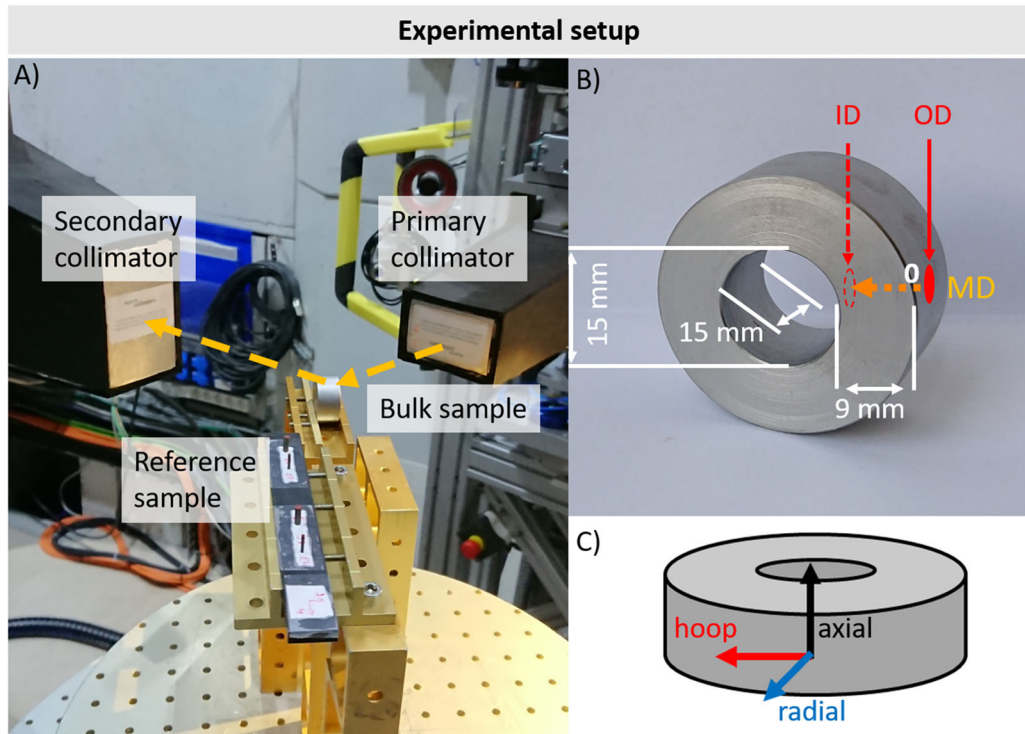 Experimental setup
A)
Secondary
collimator
Primary
collimator
Bulk sample
Reference
sample
B)
ID
OD
0
MD
15 mm
15 mm
9 mm
C)
hoop
axial
radial